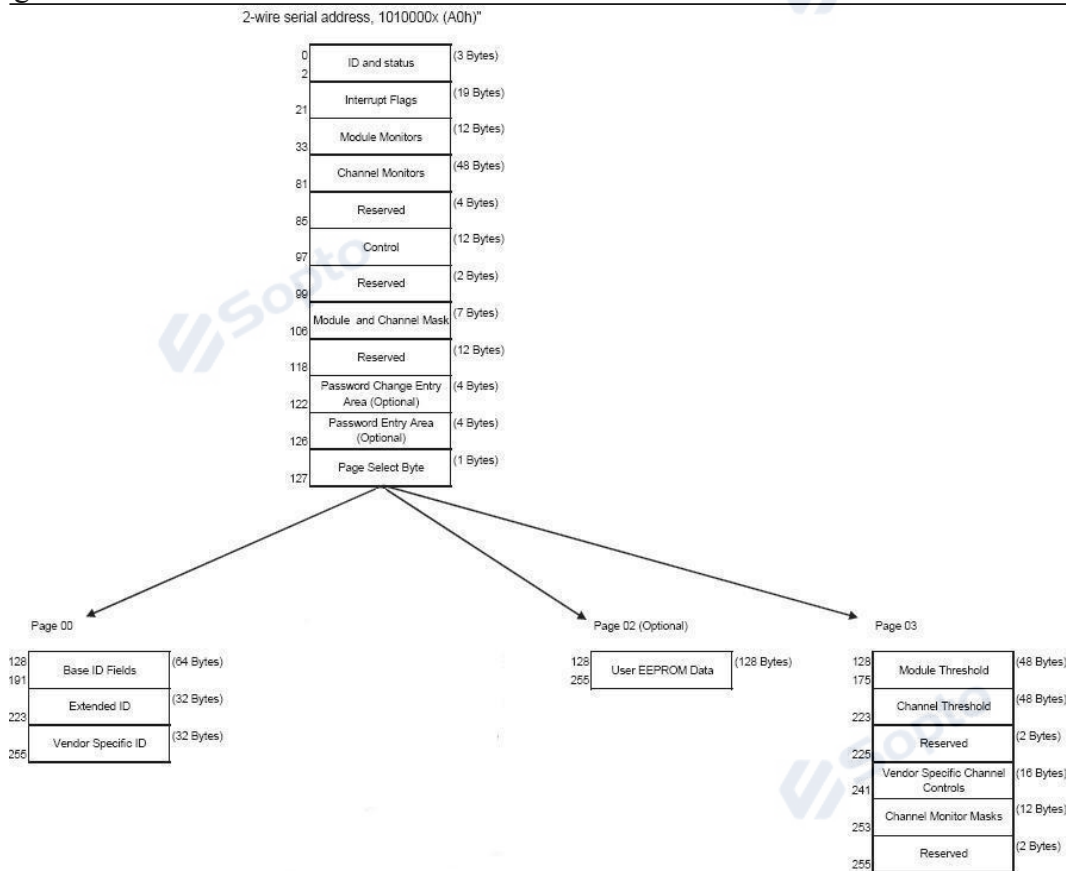 2-wire serial address, 1010000x (A0h)"
0
2
ID and status
(3 Bytes)
21
Interrupt Flags
(19 Bytes)
33
Module Monitors
(12 Bytes)
81
Channel Monitors
(48 Bytes)
85
Reserved
(4 Bytes)
97
Control
(12 Bytes)
99
Reserved
(2 Bytes)
106
Module and Channel Mask
(7 Bytes)
118
Reserved
(12 Bytes)
122
Password Change Entry
Area (Optional)
(4 Bytes)
126
Password Entry Area
(Optional)
(4 Bytes)
127
Page Select Byte
(1 Bytes)
Page 00
128
191
Base ID Fields
(64 Bytes)
223
Extended ID
(32 Bytes)
255
Vendor Specific ID
(32 Bytes)
Page 02 (Optional)
128
255
User EEPROM Data
(128 Bytes)
Page 03
128
175
Module Threshold
(48 Bytes)
223
Channel Threshold
(48 Bytes)
225
Reserved
(2 Bytes)
241
Vendor Specific Channel
Controls
(16 Bytes)
253
Channel Monitor Masks
(12 Bytes)
255
Reserved
(2 Bytes)
Sopto
Sopto